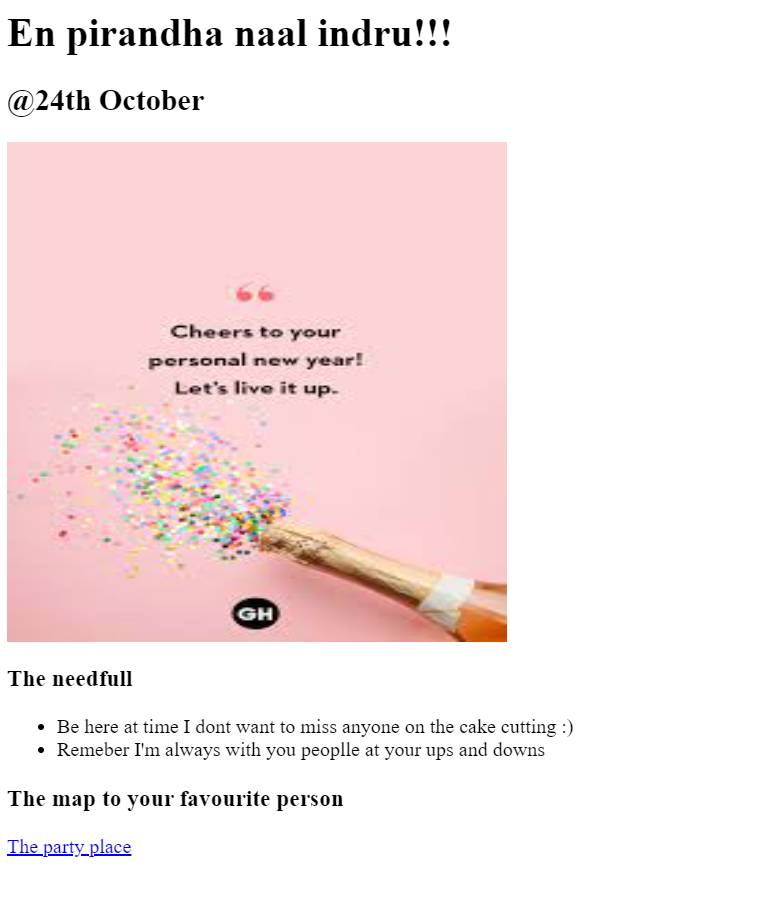 En pirandha naal indru!!!
@24th October
“
Cheers to your
personal new year!
Let's live it up.
GH
The needfull
• Be here at time I dont want to miss anyone on the cake cutting :)
• Remeber I'm always with you peoplle at your ups and downs
The map to your favourite person
The party place